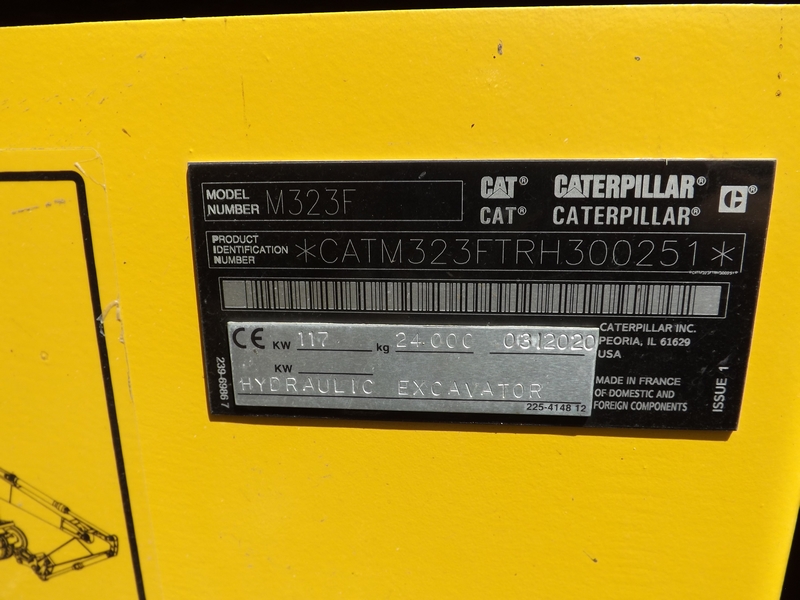 MODEL NUMBER M323F
CAT® CATERPILLAR®
CAT® CATERPILLAR®
PRODUCT IDENTIFICATION NUMBER *CATM323FTRH300251*
CE KW 117 kg 24.000 03/2020
KW
HYDRAULIC EXCAVATOR
225-4148 12
239-6986 7
CATERPILLAR INC.
PEORIA, IL 61629
USA
MADE IN FRANCE
OF DOMESTIC AND
FOREIGN COMPONENTS
ISSUE 1